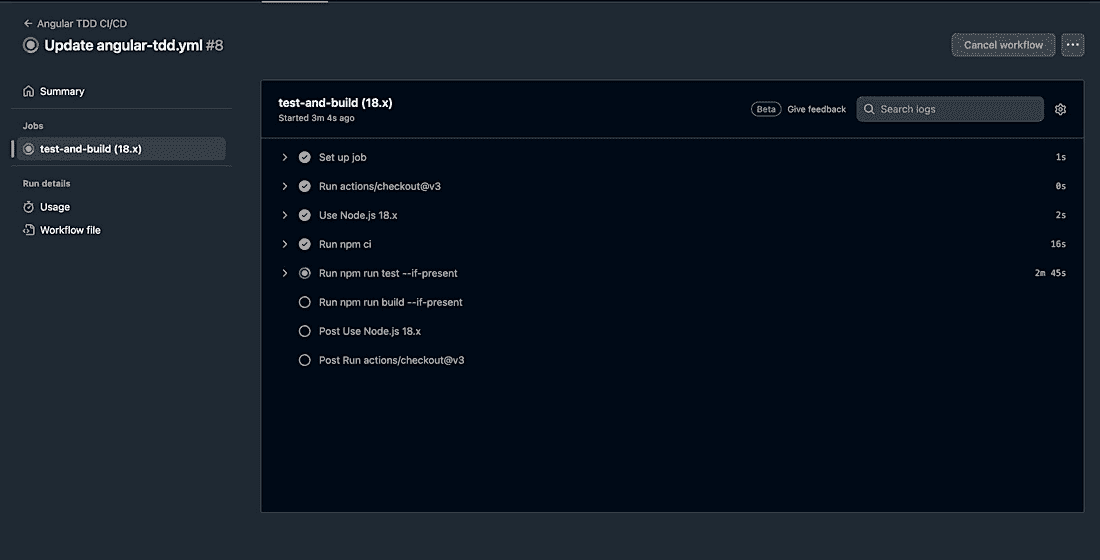 Angular TDD CI/CD
Update angular-tdd.yml #8
Cancel workflow
Summary
Jobs
test-and-build (18.x)
Run details
Usage
Workflow file
test-and-build (18.x)
Started 3m 4s ago
Beta Give feedback
Search logs
Set up job 1s
Run actions/checkout@v3 0s
Use Node.js 18.x 2s
Run npm ci 16s
Run npm run test --if-present 2m 45s
Run npm run build --if-present
Post Use Node.js 18.x
Post Run actions/checkout@v3